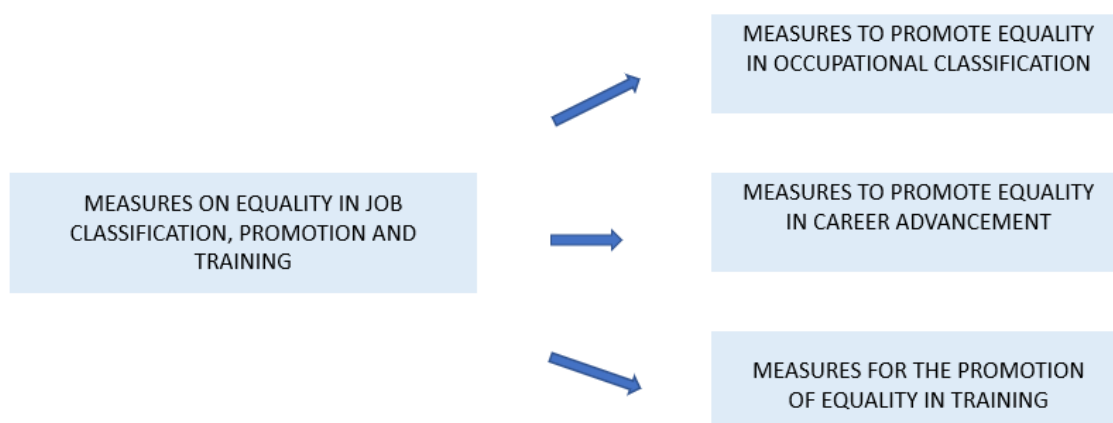 MEASURES TO PROMOTE EQUALITY
IN OCCUPATIONAL CLASSIFICATION
MEASURES ON EQUALITY IN JOB
CLASSIFICATION, PROMOTION AND
TRAINING
MEASURES TO PROMOTE EQUALITY
IN CAREER ADVANCEMENT
MEASURES FOR THE PROMOTION
OF EQUALITY IN TRAINING